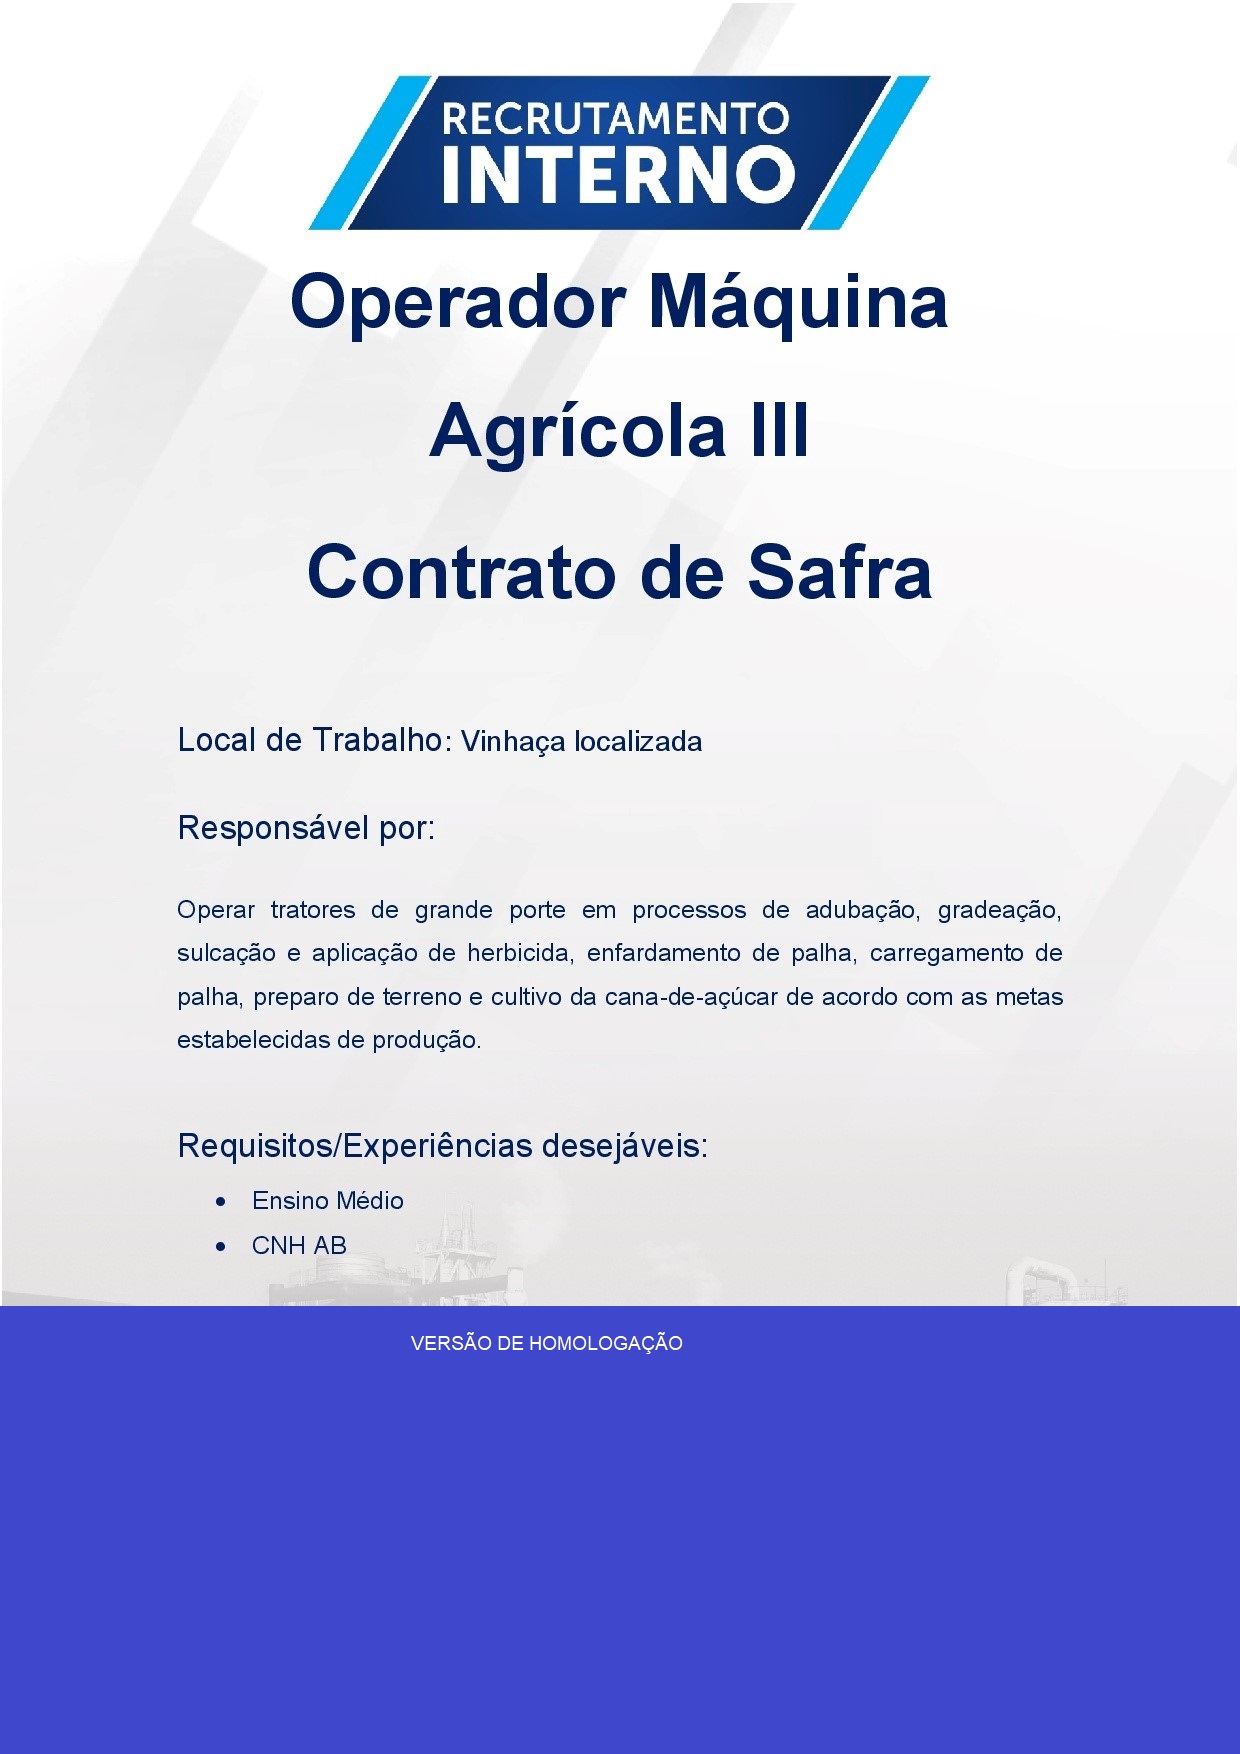 RECRUTAMENTO
INTERNO
Operador Máquina
Agrícola III
Contrato de Safra
Local de Trabalho: Vinhaça localizada
Responsável por:
Operar tratores de grande porte em processos de adubação, gradeação,
sulcação e aplicação de herbicida, enfardamento de palha, carregamento de
palha, preparo de terreno e cultivo da cana-de-açúcar de acordo com as metas
estabelecidas de produção.
Requisitos/Experiências desejáveis:
• Ensino Médio
• CNH AB
VERSÃO DE HOMOLOGAÇÃO